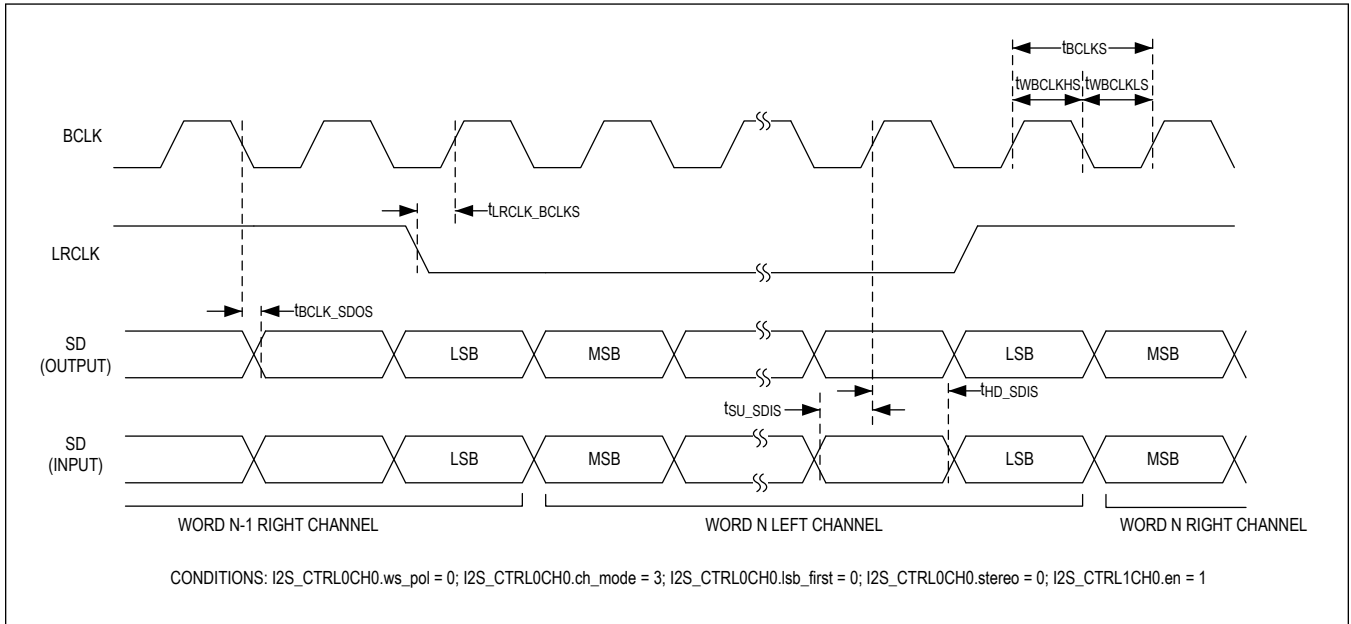 tBCLKS
tWBCLKHS tWBCLKLS
BCLK
tLRCLK_BCLKS
LRCLK
tBCLK_SDOS
SD
(OUTPUT)
LSB MSB LSB MSB
tHD_SDIS
tSU_SDIS
SD
(INPUT)
LSB MSB LSB MSB
WORD N-1 RIGHT CHANNEL WORD N LEFT CHANNEL WORD N RIGHT CHANNEL
CONDITIONS: I2S_CTRL0CH0.ws_pol = 0; I2S_CTRL0CH0.ch_mode = 3; I2S_CTRL0CH0.lsb_first = 0; I2S_CTRL0CH0.stereo = 0; I2S_CTRL1CH0.en = 1